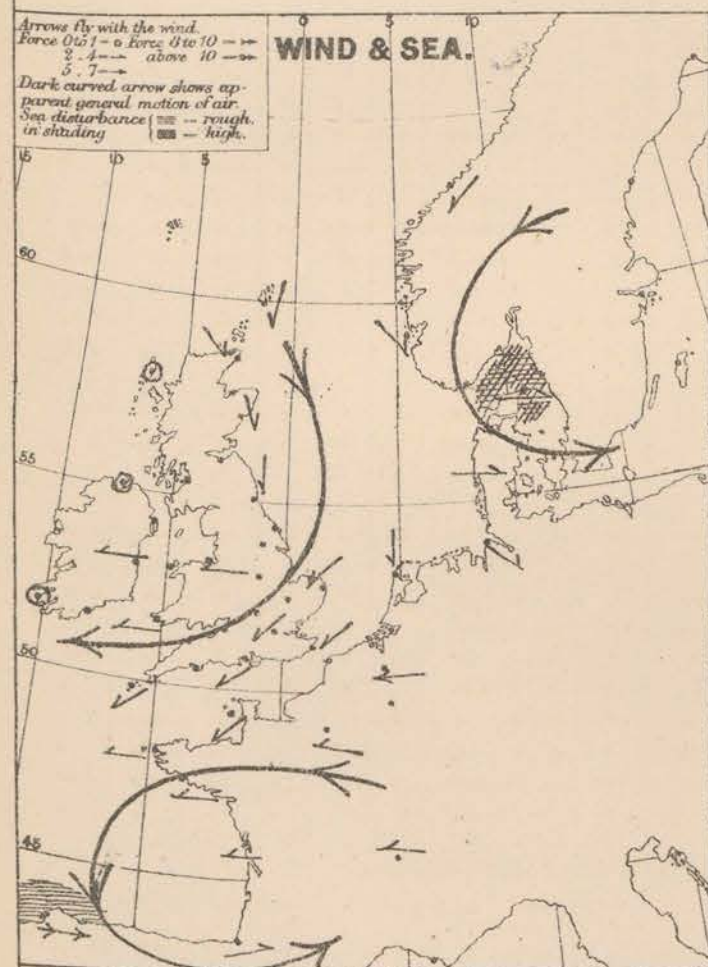 0
5
10
Arrows fly with the wind.
Force 0 to 1 - o Force 8 to 10
2 . 4 above 10
5 . 7
WIND & SEA.
Dark curved arrow shows ap-
parent general motion of air.
Sea disturbance - rough.
in shading - high.
15 10 5
60
55
50
45